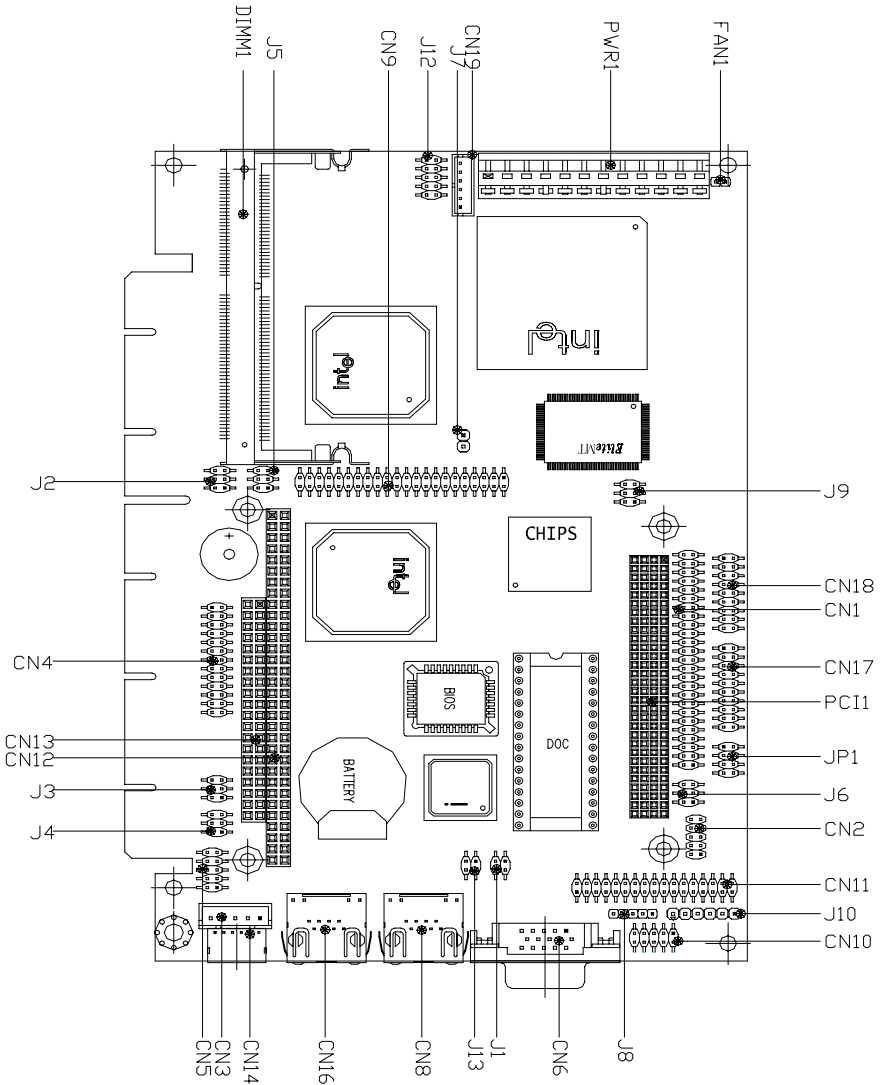 DIMM1
J5
CN9
J12
J7
CN19
PWR1
FAN1
intel
intel
EliteMT
J2
J9
CHIPS
+
intel
CN18
CN1
CN4
CN17
BIOS
PCI1
CN13
DOC
CN12
BATTERY
JP1
J3
J6
J4
CN2
CN11
J10
CN10
CN5
CN3
CN14
CN16
CN8
J13
J1
CN6
J8